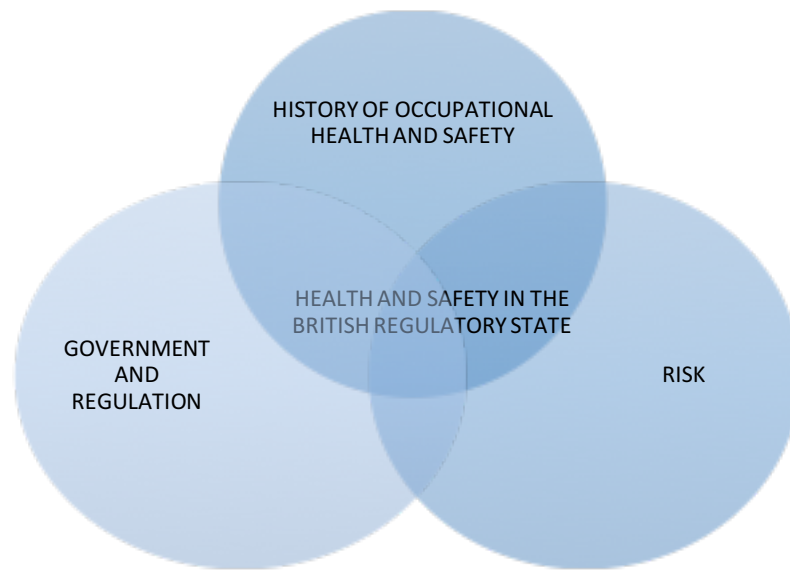 HISTORY OF OCCUPATIONAL
HEALTH AND SAFETY
HEALTH AND SAFETY IN THE
BRITISH REGULATORY STATE
GOVERNMENT
AND
REGULATION
RISK